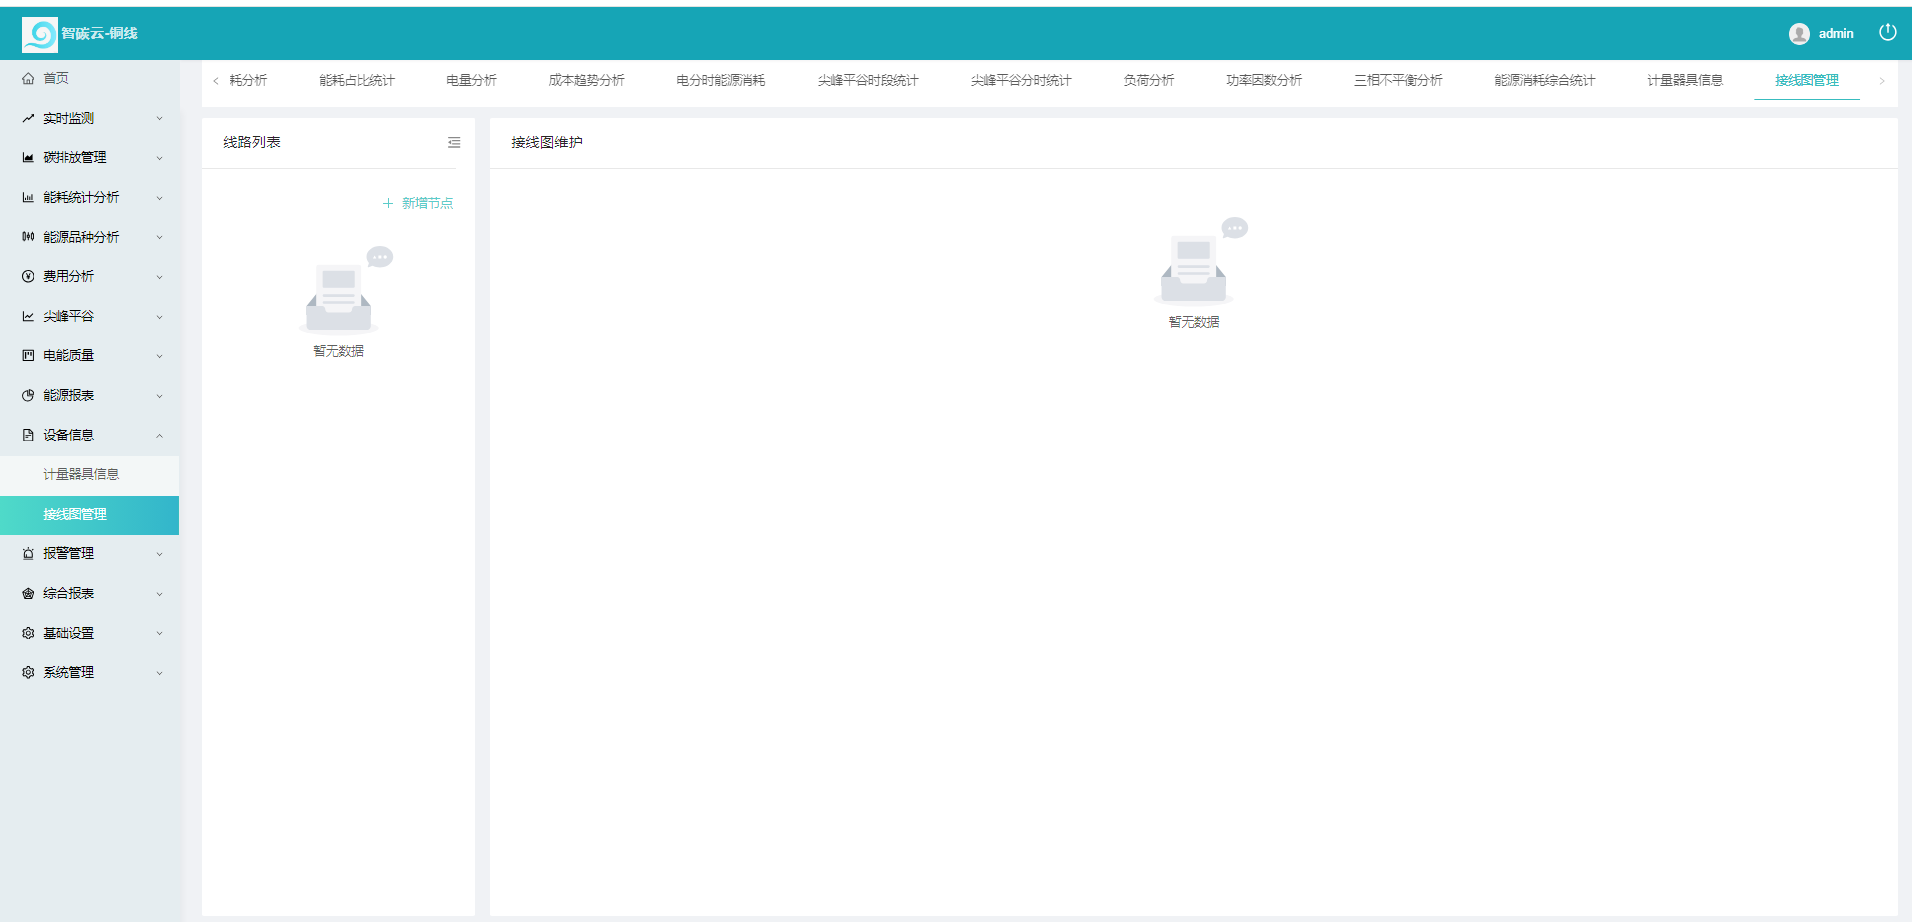 智碳云-铜线
admin
首页
实时监测
碳排放管理
能耗统计分析
能源品种分析
费用分析
尖峰平谷
电能质量
能源报表
设备信息
计量器具信息
接线图管理
报警管理
综合报表
基础设置
系统管理
耗分析 能耗占比统计 电量分析 成本趋势分析 电分时能源消耗 尖峰平谷时段统计 尖峰平谷分时统计 负荷分析 功率因数分析 三相不平衡分析 能源消耗综合统计 计量器具信息 接线图管理
线路列表
+ 新增节点
暂无数据
接线图维护
暂无数据